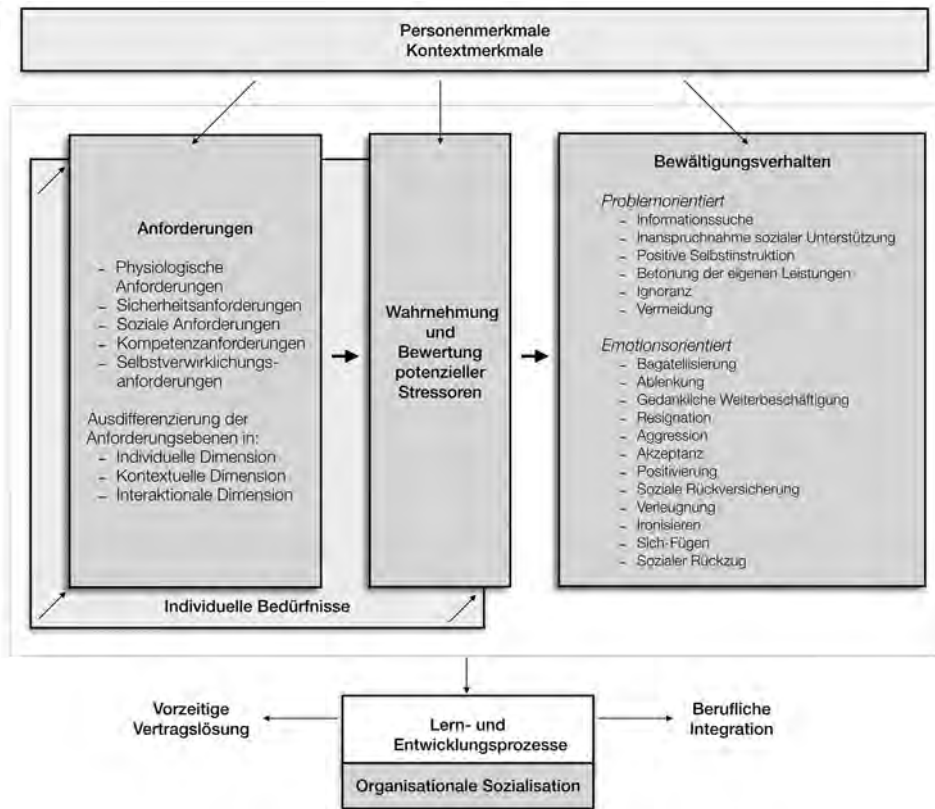 Personenmerkmale
Kontextmerkmale
Anforderungen
- Physiologische
Anforderungen
- Sicherheitsanforderungen
- Soziale Anforderungen
- Kompetenzanforderungen
- Selbstverwirklichungs-
anforderungen
Ausdifferenzierung der
Anforderungsebenen in:
- Individuelle Dimension
- Kontextuelle Dimension
- Interaktionale Dimension
Individuelle Bedürfnisse
Wahrnehmung
und
Bewertung
potenzieller
Stressoren
Bewältigungsverhalten
Problemorientiert
- Informationssuche
- Inanspruchnahme sozialer Unterstützung
- Positive Selbstinstruktion
- Betonung der eigenen Leistungen
- Ignoranz
- Vermeidung
Emotionsorientiert
- Bagatellisierung
- Ablenkung
- Gedankliche Weiterbeschäftigung
- Resignation
- Aggression
- Akzeptanz
- Positivierung
- Soziale Rückversicherung
- Verleugnung
- Ironisieren
- Sich-Fügen
- Sozialer Rückzug
Vorzeitige
Vertragslösung
Lern- und
Entwicklungsprozesse
Organisationale Sozialisation
Berufliche
Integration